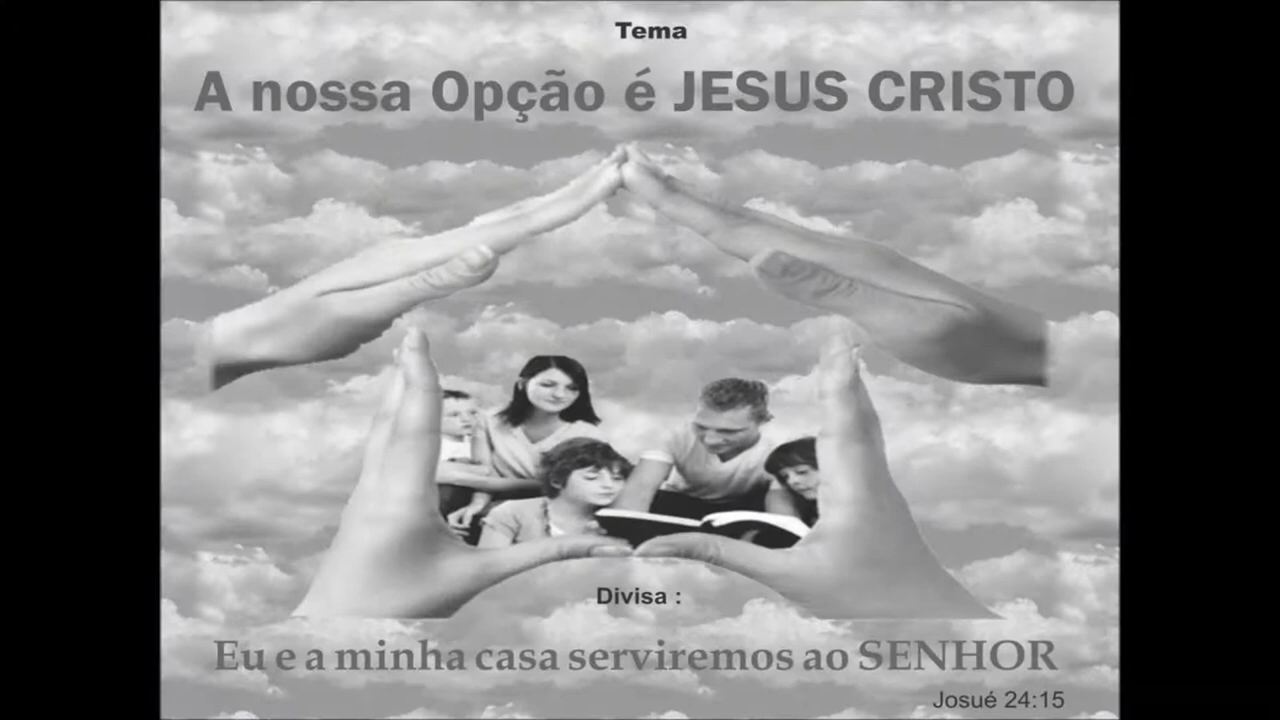 Tema
A nossa Opção é JESUS CRISTO
Divisa :
Eu e a minha casa serviremos ao SENHOR
Josué 24:15